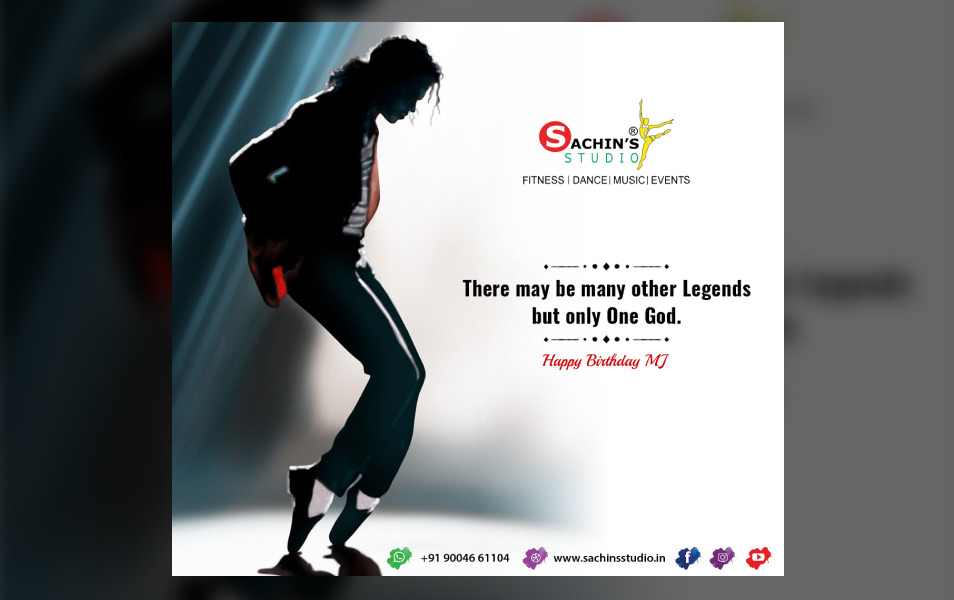 SACHIN'S ®
STUDIO
FITNESS | DANCE | MUSIC | EVENTS
There may be many other Legends
but only One God.
Happy Birthday MJ
+91 90046 61104 www.sachinsstudio.in